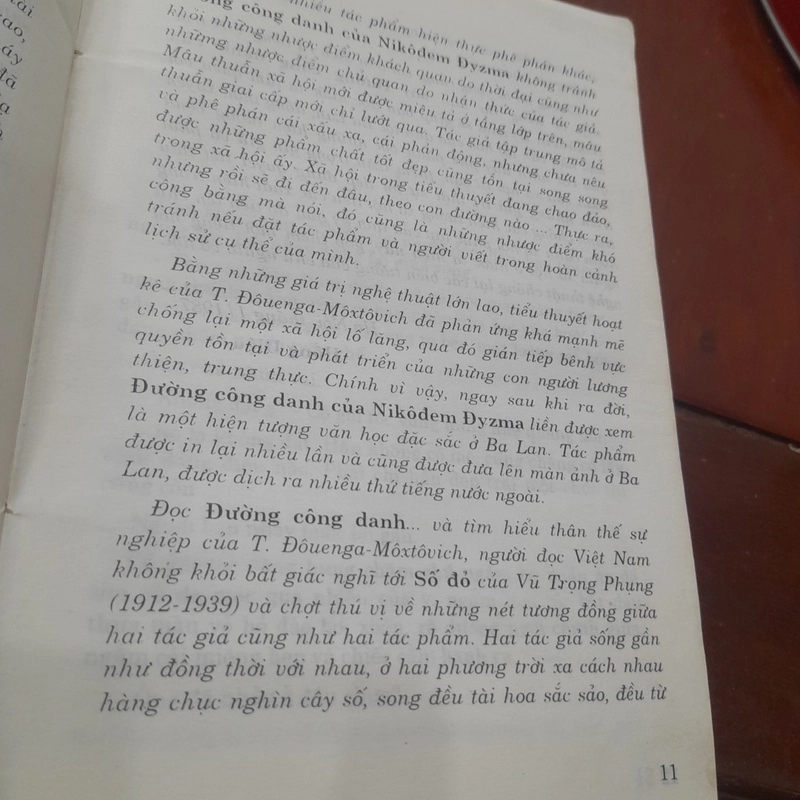 ài
ao,
áy
đã
ủa
à
nhiều tác phẩm hiện thực phê phán khác,
công danh của Nikôdem Đyzma không tránh
khỏi những nhược điểm khách quan do thời đại cũng như
những nhược điểm chủ quan do nhận thức của tác giả.
Mâu thuẫn xã hội mới được miêu tả ở tầng lớp trên, mâu
thuẫn giai cấp mới chỉ lướt qua. Tác giả tập trung mô tả
và phê phán cái xấu xa, cái phản động, nhưng chưa nêu
được những phẩm chất tốt đẹp cũng tồn tại song song
trong xã hội ấy. Xã hội trong tiểu thuyết đang chao đảo,
nhưng rồi sẽ đi đến đâu, theo con đường nào ... Thực ra,
công bằng mà nói, đó cũng là những nhược điểm khó
tránh nếu đặt tác phẩm và người viết trong hoàn cảnh
lịch sử cụ thể của mình.
Bằng những giá trị nghệ thuật lớn lao, tiểu thuyết hoạt
kê của T. Đôuenga-Môxtôvich đã phản ứng khá mạnh mẽ
chống lại một xã hội lố lăng, qua đó gián tiếp bênh vực
quyền tồn tại và phát triển của những con người lương
thiện, trung thực. Chính vì vậy, ngay sau khi ra đời,
Đường công danh của Nikôdem Đyzma liền được xem
là một hiện tượng văn học đặc sắc ở Ba Lan. Tác phẩm
được in lại nhiều lần và cũng được đưa lên màn ảnh ở Ba
Lan, được dịch ra nhiều thứ tiếng nước ngoài.
Đọc Đường công danh... và tìm hiểu thân thế sự
nghiệp của T. Đôuenga-Môxtôvich, người đọc Việt Nam
không khỏi bất giác nghĩ tới Số đỏ của Vũ Trọng Phụng
(1912-1939) và chợt thú vị về những nét tương đồng giữa
hai tác giả cũng như hai tác phẩm. Hai tác giả sống gần
như đồng thời với nhau, ở hai phương trời xa cách nhau
hàng chục nghìn cây số, song đều tài hoa sắc sảo, đều từ
11